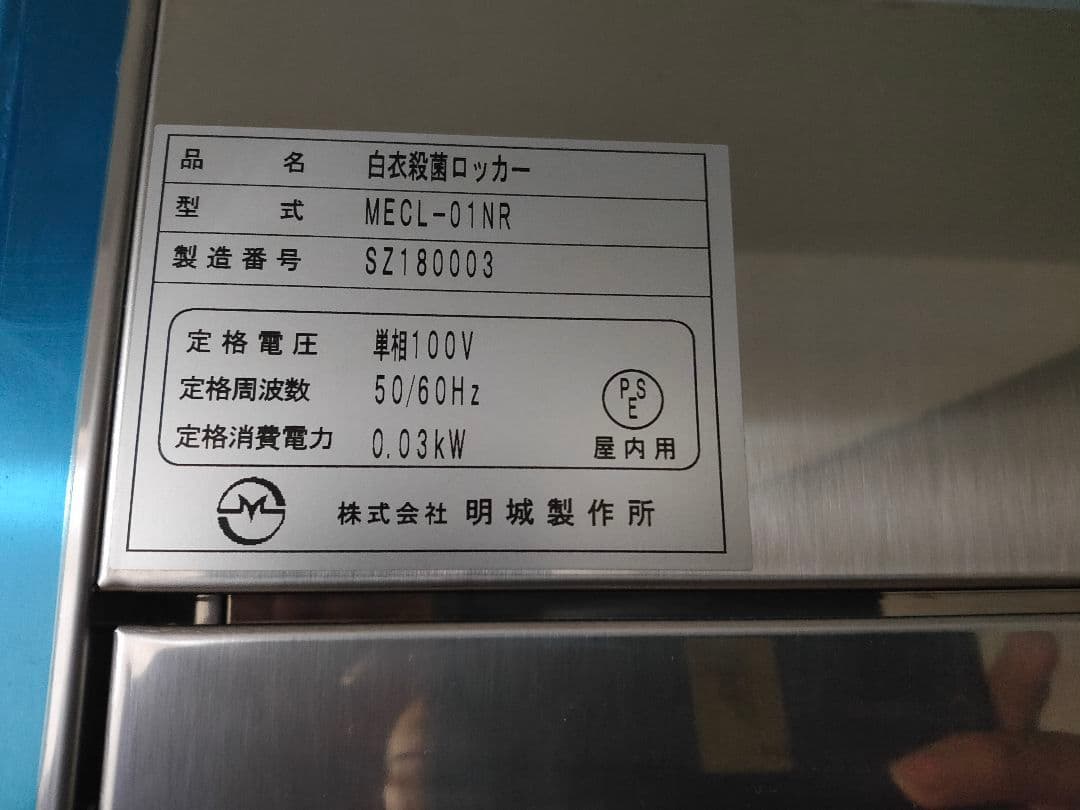 品名 白衣殺菌ロッカー
型式 MECL-01NR
製造番号 SZ180003
定格電圧 単相100V
定格周波数 50/60Hz
定格消費電力 0.03kW
PSE
屋内用
株式会社 明城製作所